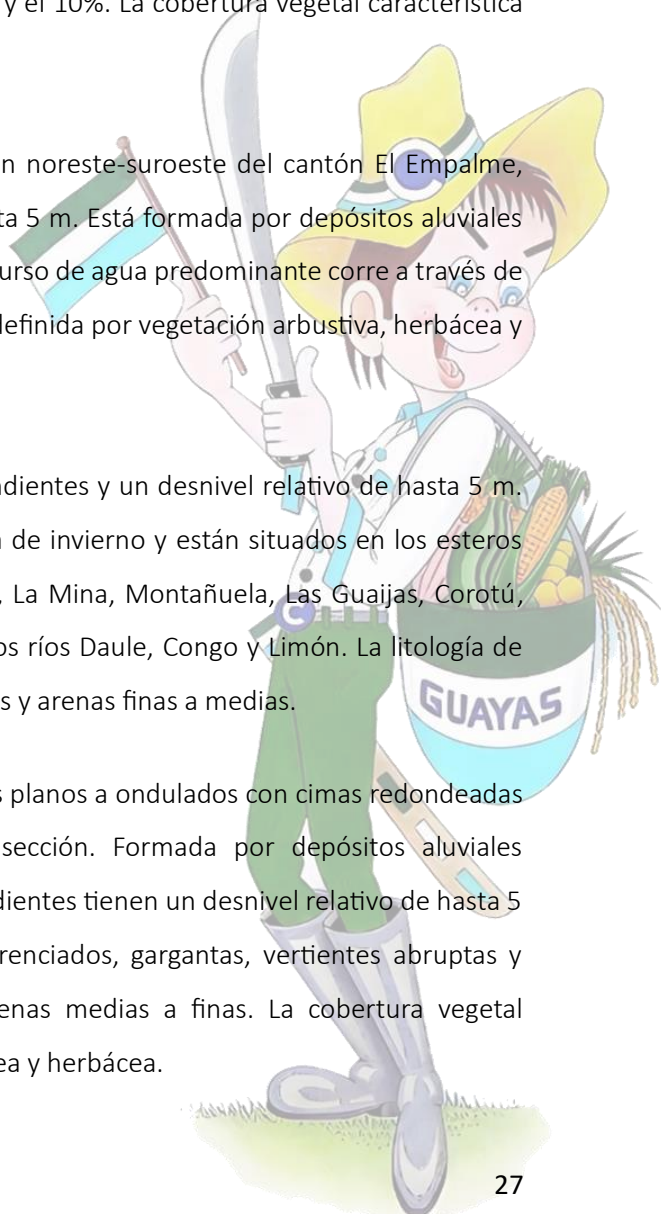 y el 10%. La cobertura vegetal característica
n noreste-suroeste del cantón El Empalme,
ta 5 m. Está formada por depósitos aluviales
urso de agua predominante corre a través de
definida por vegetación arbustiva, herbácea y
dientes y un desnivel relativo de hasta 5 m.
de invierno y están situados en los esteros
, La Mina, Montañuela, Las Guaijas, Corotú,
os ríos Daule, Congo y Limón. La litología de
s y arenas finas a medias.
GUAYAS
s planos a ondulados con cimas redondeadas
sección. Formada por depósitos aluviales
dientes tienen un desnivel relativo de hasta 5
renciados, gargantas, vertientes abruptas y
enas medias a finas. La cobertura vegetal
ea y herbácea.
27